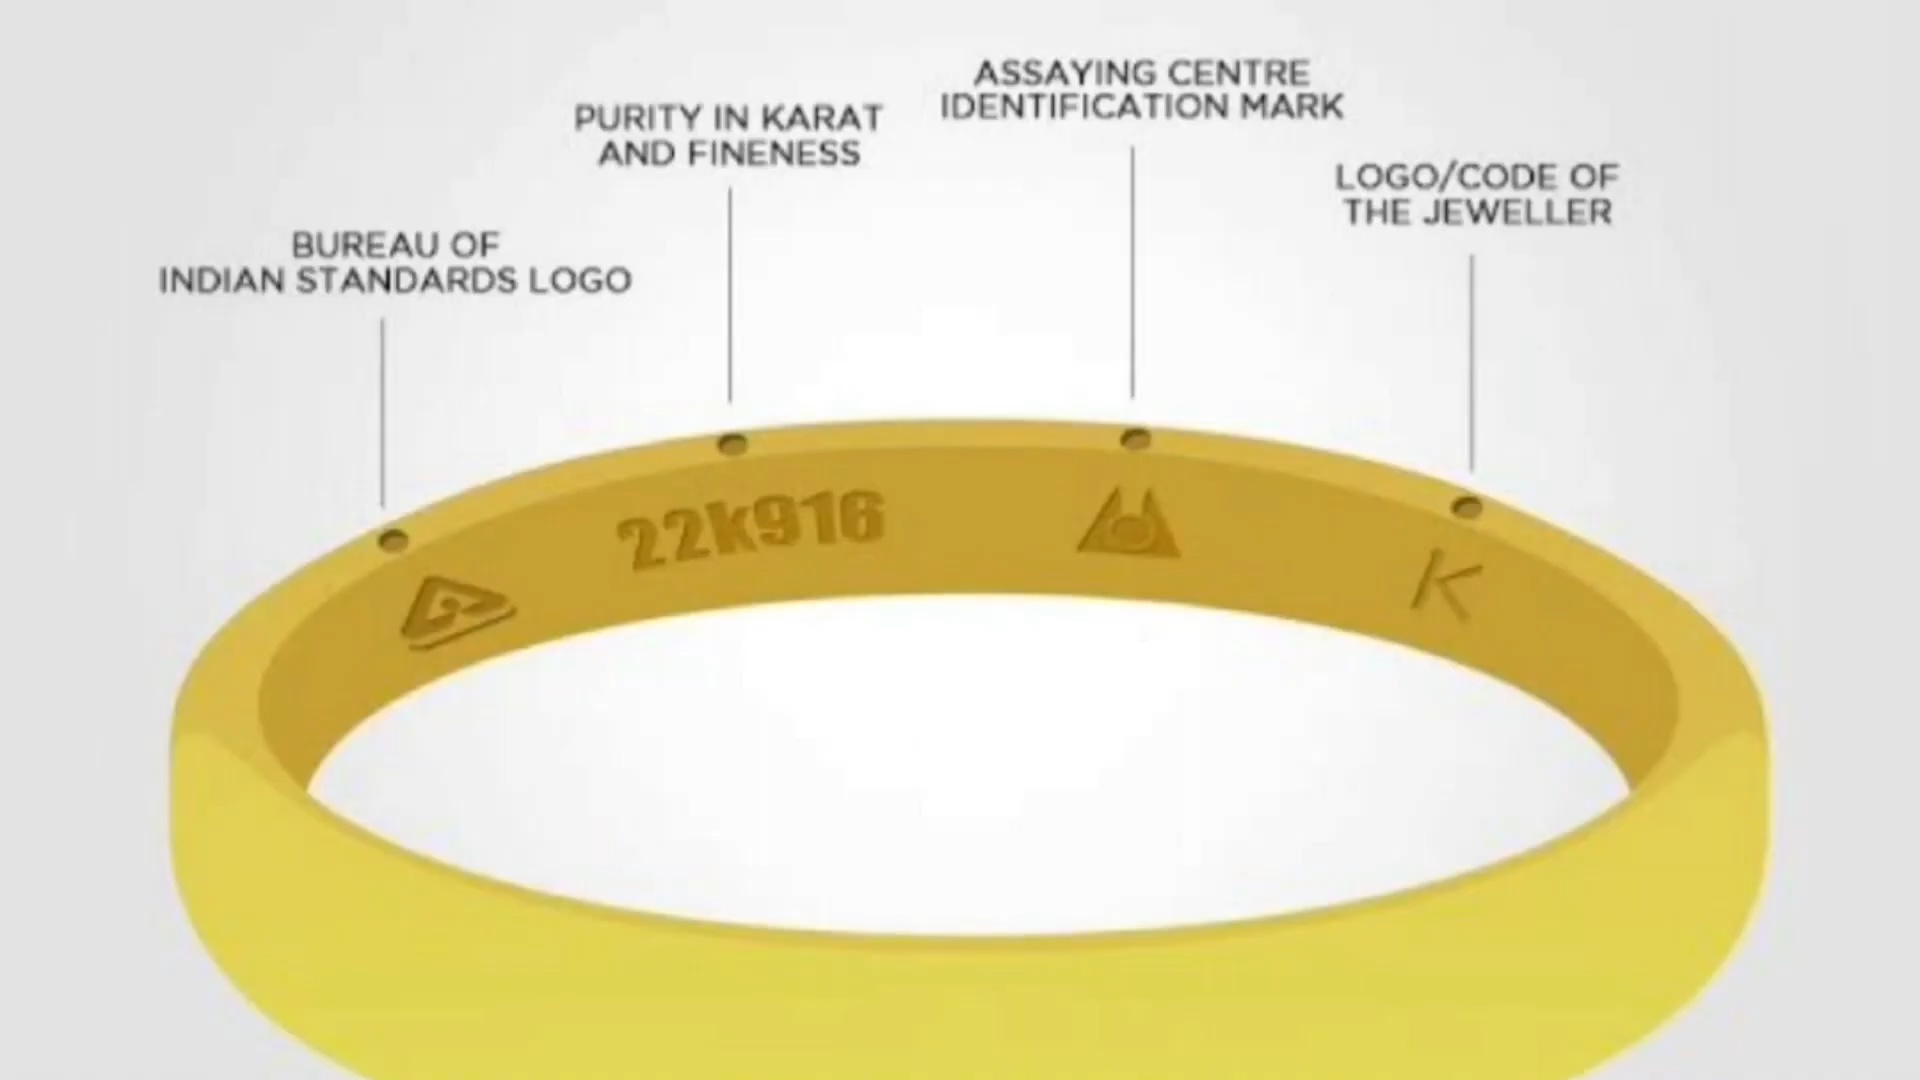 BUREAU OF
INDIAN STANDARDS LOGO
PURITY IN KARAT
AND FINENESS
ASSAYING CENTRE
IDENTIFICATION MARK
LOGO/CODE OF
THE JEWELLER
22k916
K